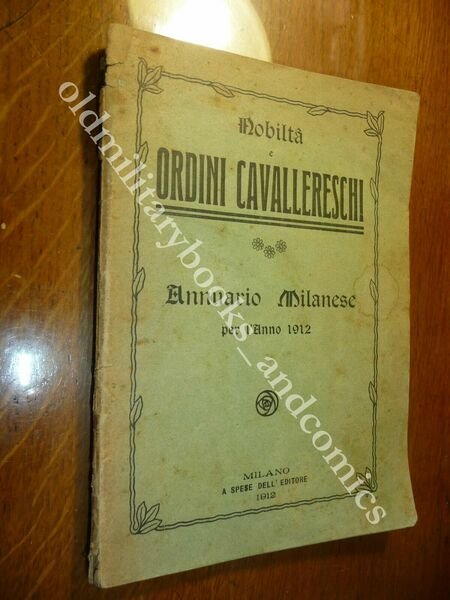 Nobiltà
e
ORDINI CAVALLERESCHI
Annuario Milanese
per l'Anno 1912
MILANO
A SPESE DELL'EDITORE
1912
oldmilitarybooks_andcomics